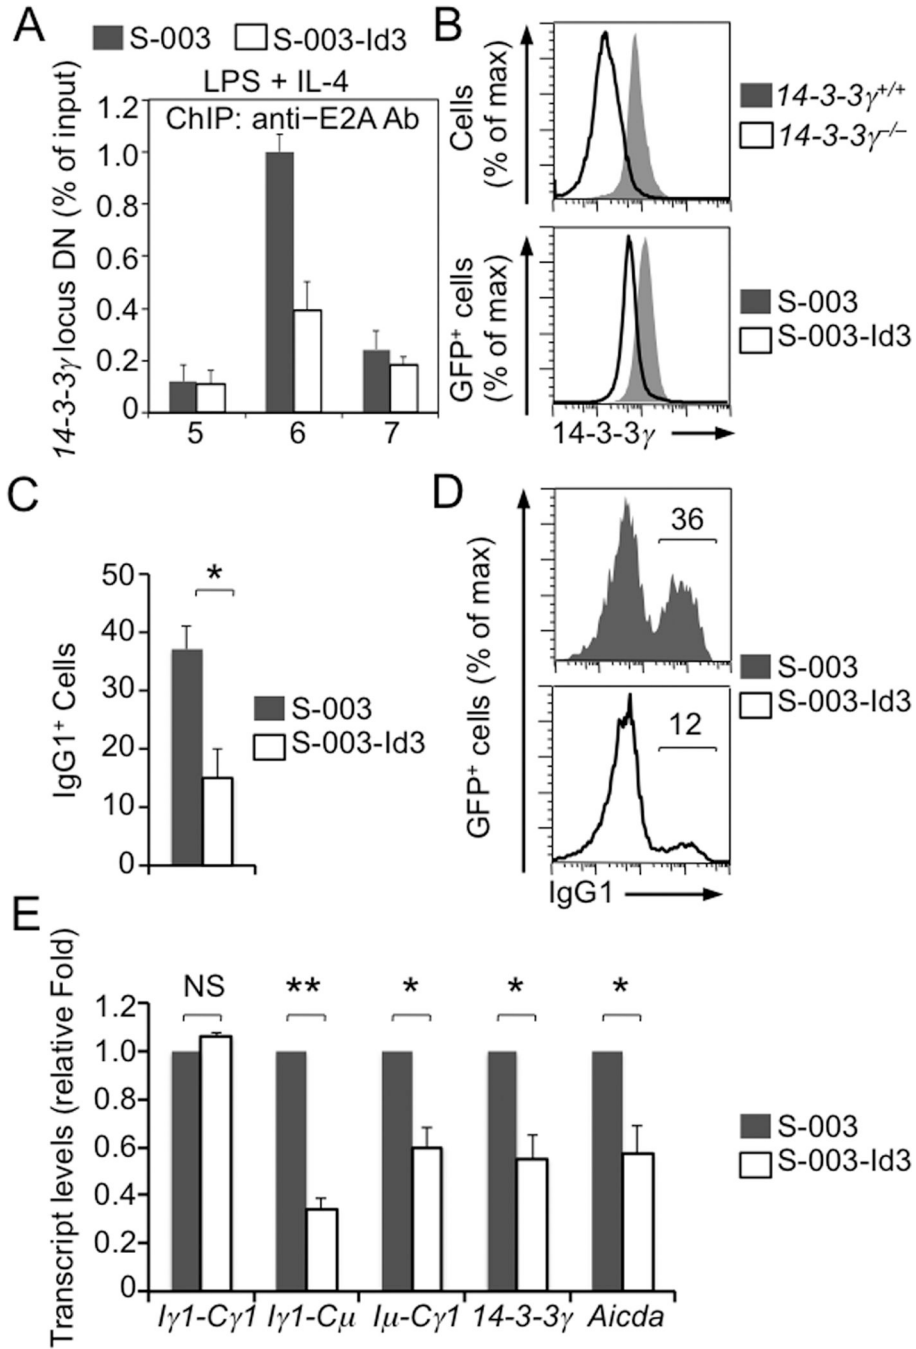 A
S-003 S-003-Id3
LPS + IL-4
ChIP: anti−E2A Ab
14-3-3γ locus DN (% of input)
1.2
1.0
0.8
0.6
0.4
0.2
0
5 6 7
B
Cells
(% of max)
14-3-3γ+/+
14-3-3γ−/−
GFP+ cells
(% of max)
S-003
S-003-Id3
14-3-3γ
C
IgG1+ Cells
50
40
30
20
10
0
*
S-003
S-003-Id3
D
GFP+ cells (% of max)
36
12
S-003
S-003-Id3
IgG1
E
Transcript levels (relative Fold)
1.2
1.0
0.8
0.6
0.4
0.2
0
NS ** * * *
S-003
S-003-Id3
Iγ1-Cγ1 Iγ1-Cμ Iμ-Cγ1 14-3-3γ Aicda